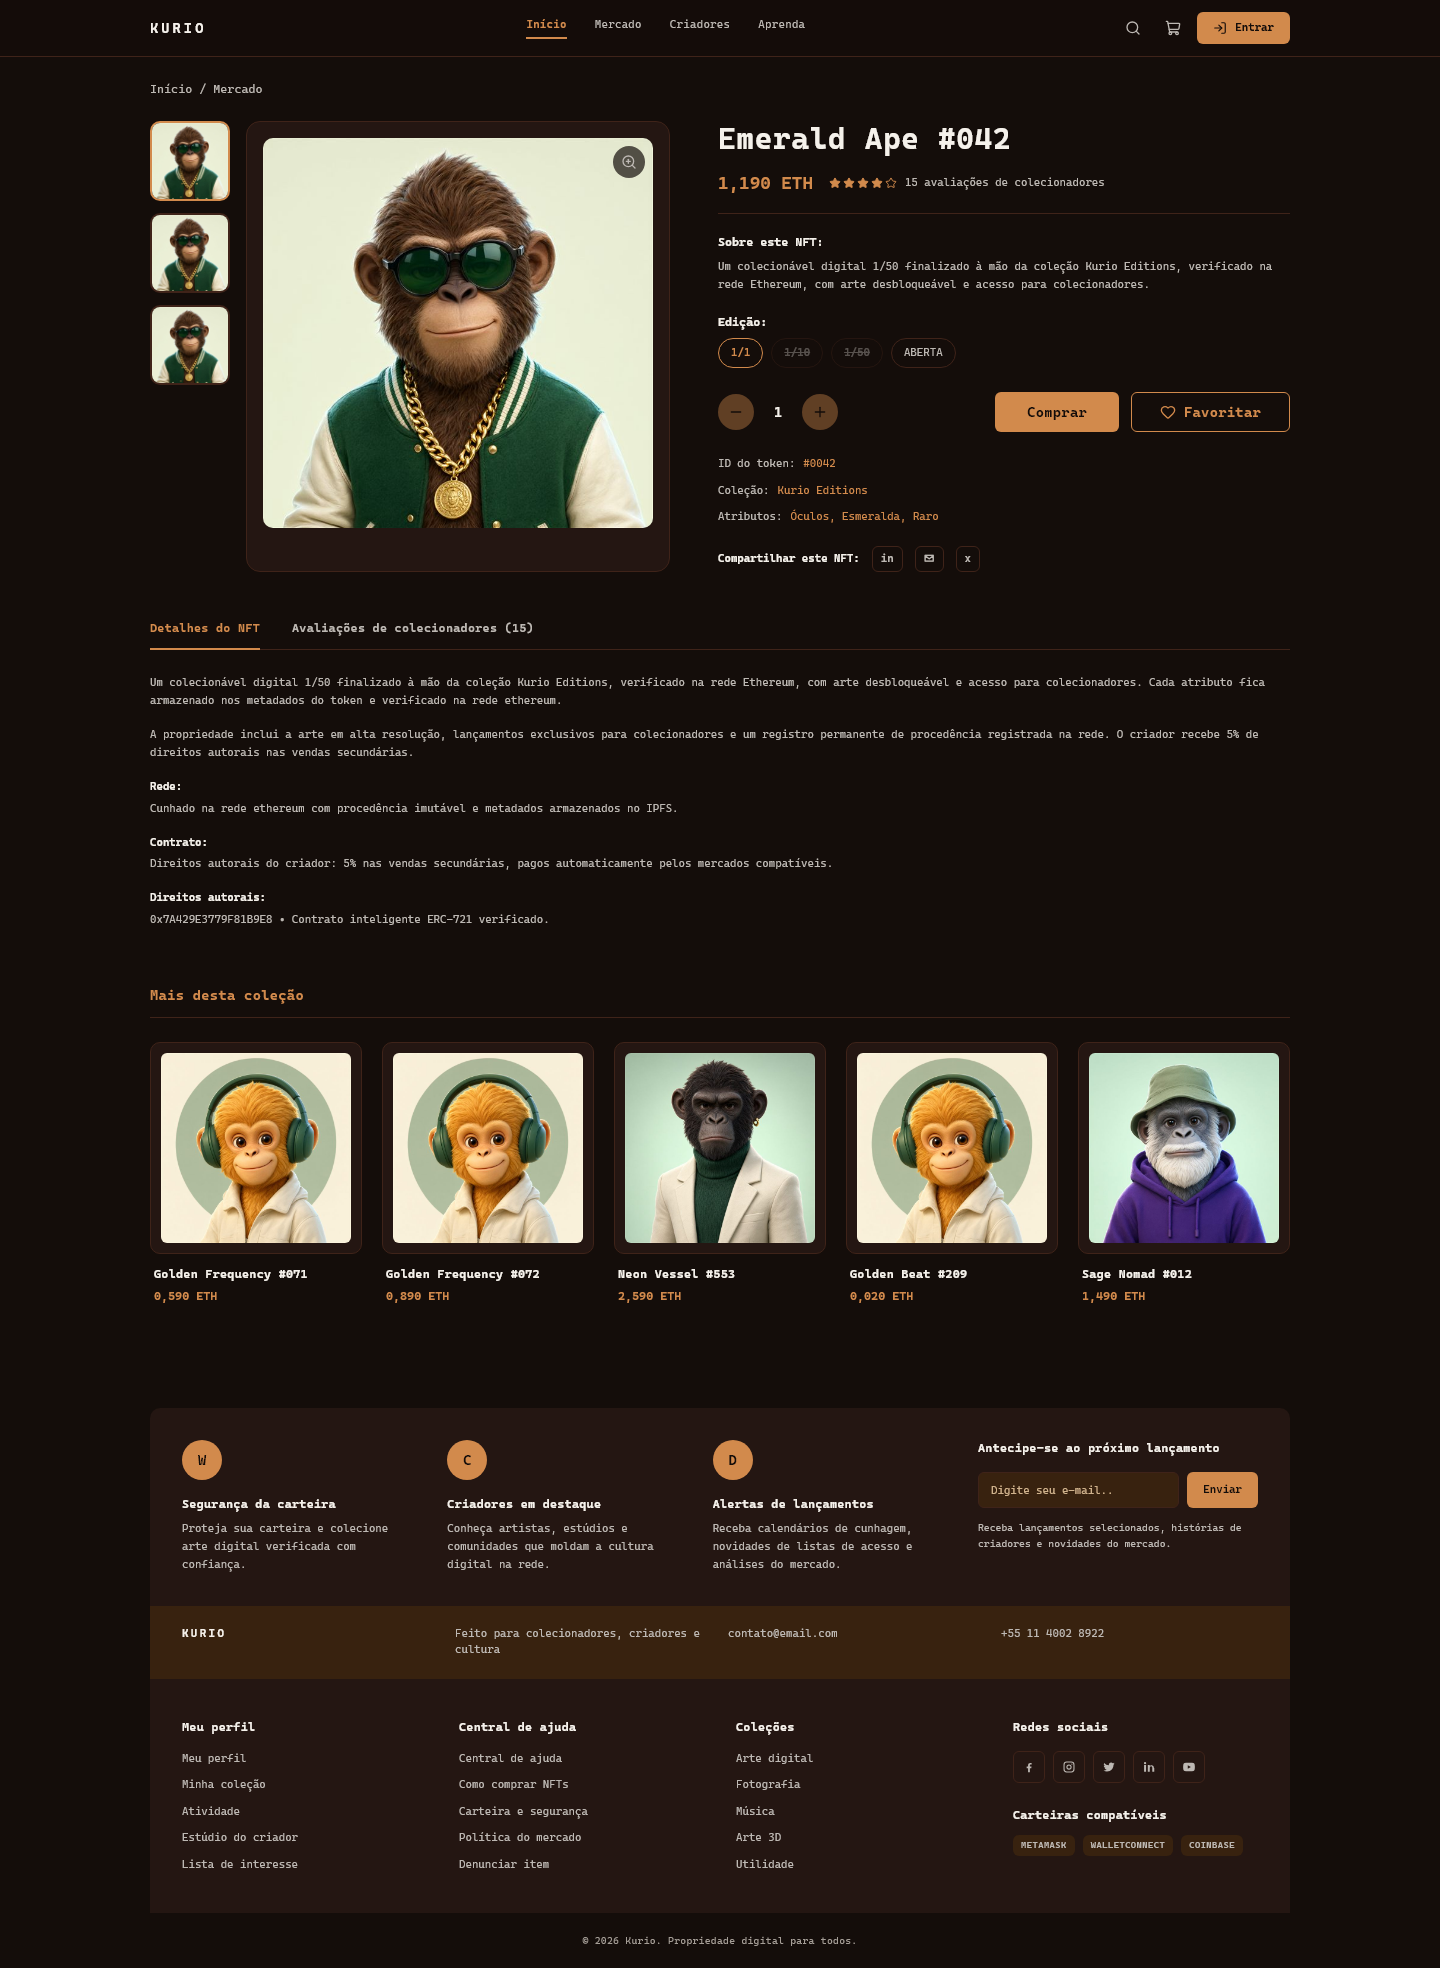 KURIO
Início
Mercado
Criadores
Aprenda
Entrar
Início / Mercado
Emerald Ape #042
1,190 ETH
15 avaliações de colecionadores
Sobre este NFT:
Um colecionável digital 1/50 finalizado à mão da coleção Kurio Editions, verificado na
rede Ethereum, com arte desbloqueável e acesso para colecionadores.
Edição:
1/1
1/10
1/50
ABERTA
1
Comprar
Favoritar
ID do token: #0042
Coleção: Kurio Editions
Atributos: Óculos, Esmeralda, Raro
Compartilhar este NFT:
in
x
Detalhes do NFT
Avaliações de colecionadores (15)
Um colecionável digital 1/50 finalizado à mão da coleção Kurio Editions, verificado na rede Ethereum, com arte desbloqueável e acesso para colecionadores. Cada atributo fica
armazenado nos metadados do token e verificado na rede ethereum.
A propriedade inclui a arte em alta resolução, lançamentos exclusivos para colecionadores e um registro permanente de procedência registrada na rede. O criador recebe 5% de
direitos autorais nas vendas secundárias.
Rede:
Cunhado na rede ethereum com procedência imutável e metadados armazenados no IPFS.
Contrato:
Direitos autorais do criador: 5% nas vendas secundárias, pagos automaticamente pelos mercados compatíveis.
Direitos autorais:
0x7A429E3779F81B9E8 • Contrato inteligente ERC-721 verificado.
Mais desta coleção
Golden Frequency #071
0,590 ETH
Golden Frequency #072
0,890 ETH
Neon Vessel #553
2,590 ETH
Golden Beat #209
0,020 ETH
Sage Nomad #012
1,490 ETH
W
Segurança da carteira
Proteja sua carteira e colecione
arte digital verificada com
confiança.
C
Criadores em destaque
Conheça artistas, estúdios e
comunidades que moldam a cultura
digital na rede.
D
Alertas de lançamentos
Receba calendários de cunhagem,
novidades de listas de acesso e
análises do mercado.
Antecipe-se ao próximo lançamento
Digite seu e-mail..
Enviar
Receba lançamentos selecionados, histórias de
criadores e novidades do mercado.
KURIO
Feito para colecionadores, criadores e
cultura
contato@email.com
+55 11 4002 8922
Meu perfil
Meu perfil
Minha coleção
Atividade
Estúdio do criador
Lista de interesse
Central de ajuda
Central de ajuda
Como comprar NFTs
Carteira e segurança
Política do mercado
Denunciar item
Coleções
Arte digital
Fotografia
Música
Arte 3D
Utilidade
Redes sociais
Carteiras compatíveis
METAMASK
WALLETCONNECT
COINBASE
© 2026 Kurio. Propriedade digital para todos.